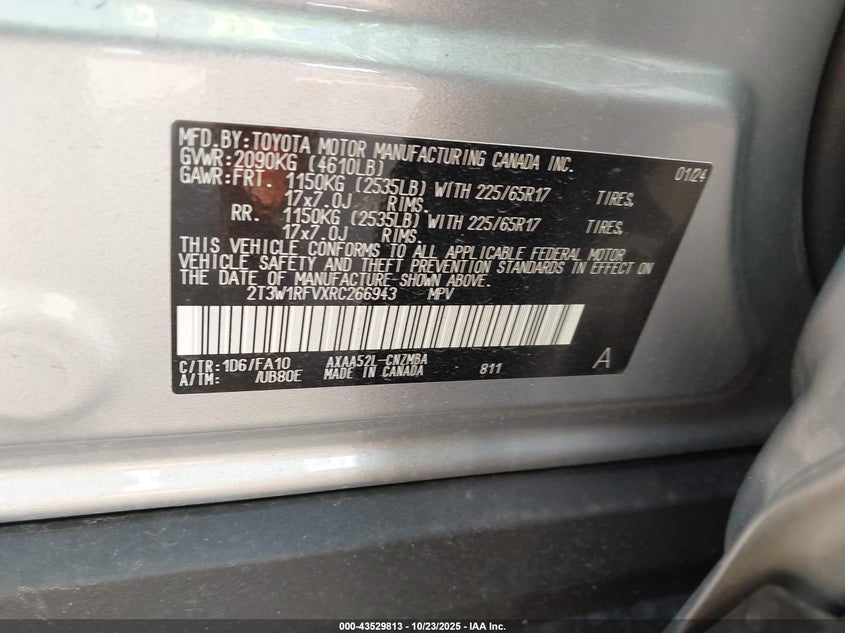 MFD.BY:TOYOTA MOTOR MANUFACTURING CANADA INC.
GVWR:2090KG (4610LB) 01/24
GAWR:FRT. 1150KG (2535LB) WITH 225/65R17 TIRES,
17x7.0J RIMS,
RR. 1150KG (2535LB) WITH 225/65R17 TIRES,
17x7.0J RIMS.
THIS VEHICLE CONFORMS TO ALL APPLICABLE FEDERAL MOTOR
VEHICLE SAFETY AND THEFT PREVENTION STANDARDS IN EFFECT ON
THE DATE OF MANUFACTURE-SHOWN ABOVE.
2T3W1RFVXRC266943 MPV
C/TR:1D6/FA10 AXAA52L-CNZMBA
A/TM: /UB80E MADE IN CANADA 811 A
000-43529813 - 10/23/2025 - IAA Inc.